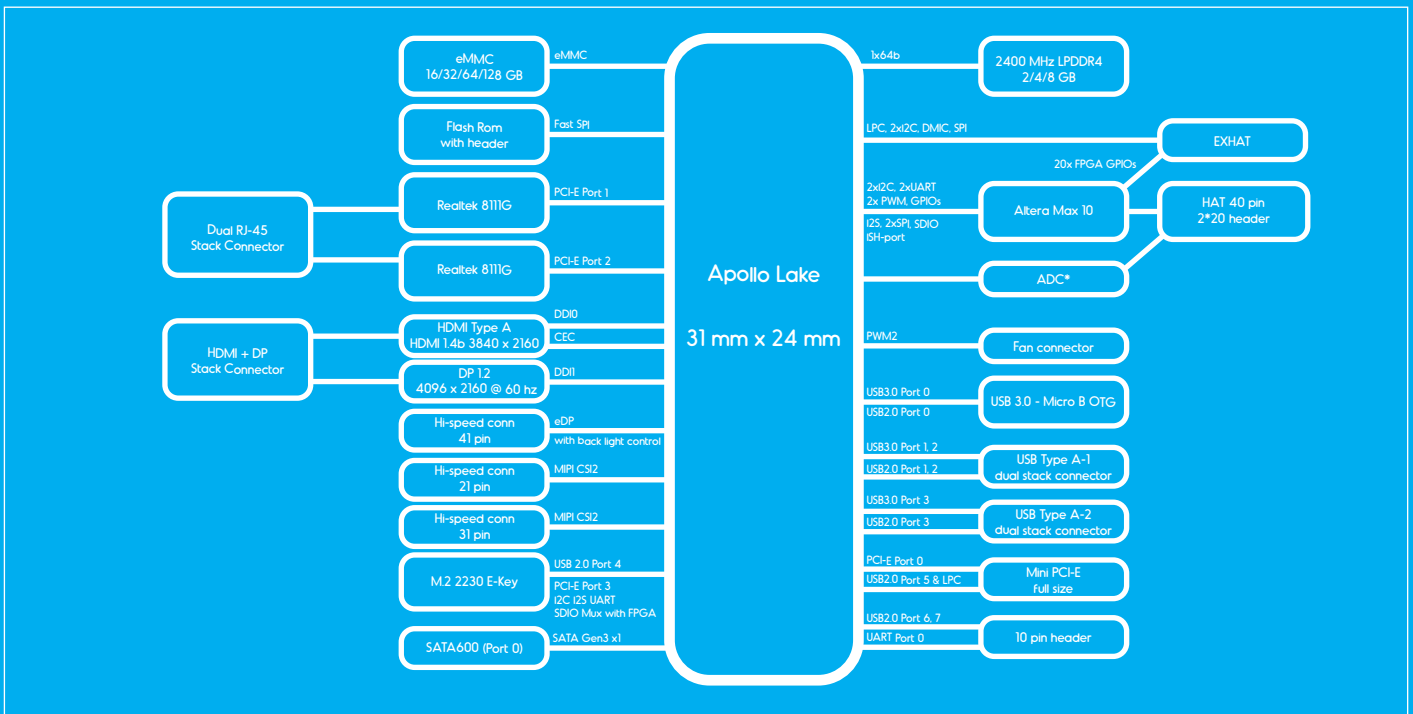 eMMC
16/32/64/128 GB
eMMC
Flash Rom
with header
Fast SPI
Dual RJ-45
Stack Connector
Realtek 8111G
PCI-E Port 1
Realtek 8111G
PCI-E Port 2
HDMI + DP
Stack Connector
HDMI Type A
HDMI 1.4b 3840 x 2160
DDI0
CEC
DP 1.2
4096 x 2160 @ 60 hz
DDI1
Hi-speed conn
41 pin
eDP
with back light control
Hi-speed conn
21 pin
MIPI CSI2
Hi-speed conn
31 pin
MIPI CSI2
M.2 2230 E-Key
USB 2.0 Port 4
PCI-E Port 3
I2C I2S UART
SDIO Mux with FPGA
SATA600 (Port 0)
SATA Gen3 x1
Apollo Lake
31 mm x 24 mm
1x64b
2400 MHz LPDDR4
2/4/8 GB
LPC, 2xI2C, DMIC, SPI
EXHAT
20x FPGA GPIOs
2xI2C, 2xUART
2x PWM, GPIOs
I2S, 2xSPI, SDIO
ISH-port
Altera Max 10
HAT 40 pin
2*20 header
ADC*
PWM2
Fan connector
USB3.0 Port 0
USB2.0 Port 0
USB 3.0 - Micro B OTG
USB3.0 Port 1, 2
USB2.0 Port 1, 2
USB Type A-1
dual stack connector
USB3.0 Port 3
USB2.0 Port 3
USB Type A-2
dual stack connector
PCI-E Port 0
USB2.0 Port 5 & LPC
Mini PCI-E
full size
USB2.0 Port 6, 7
UART Port 0
10 pin header